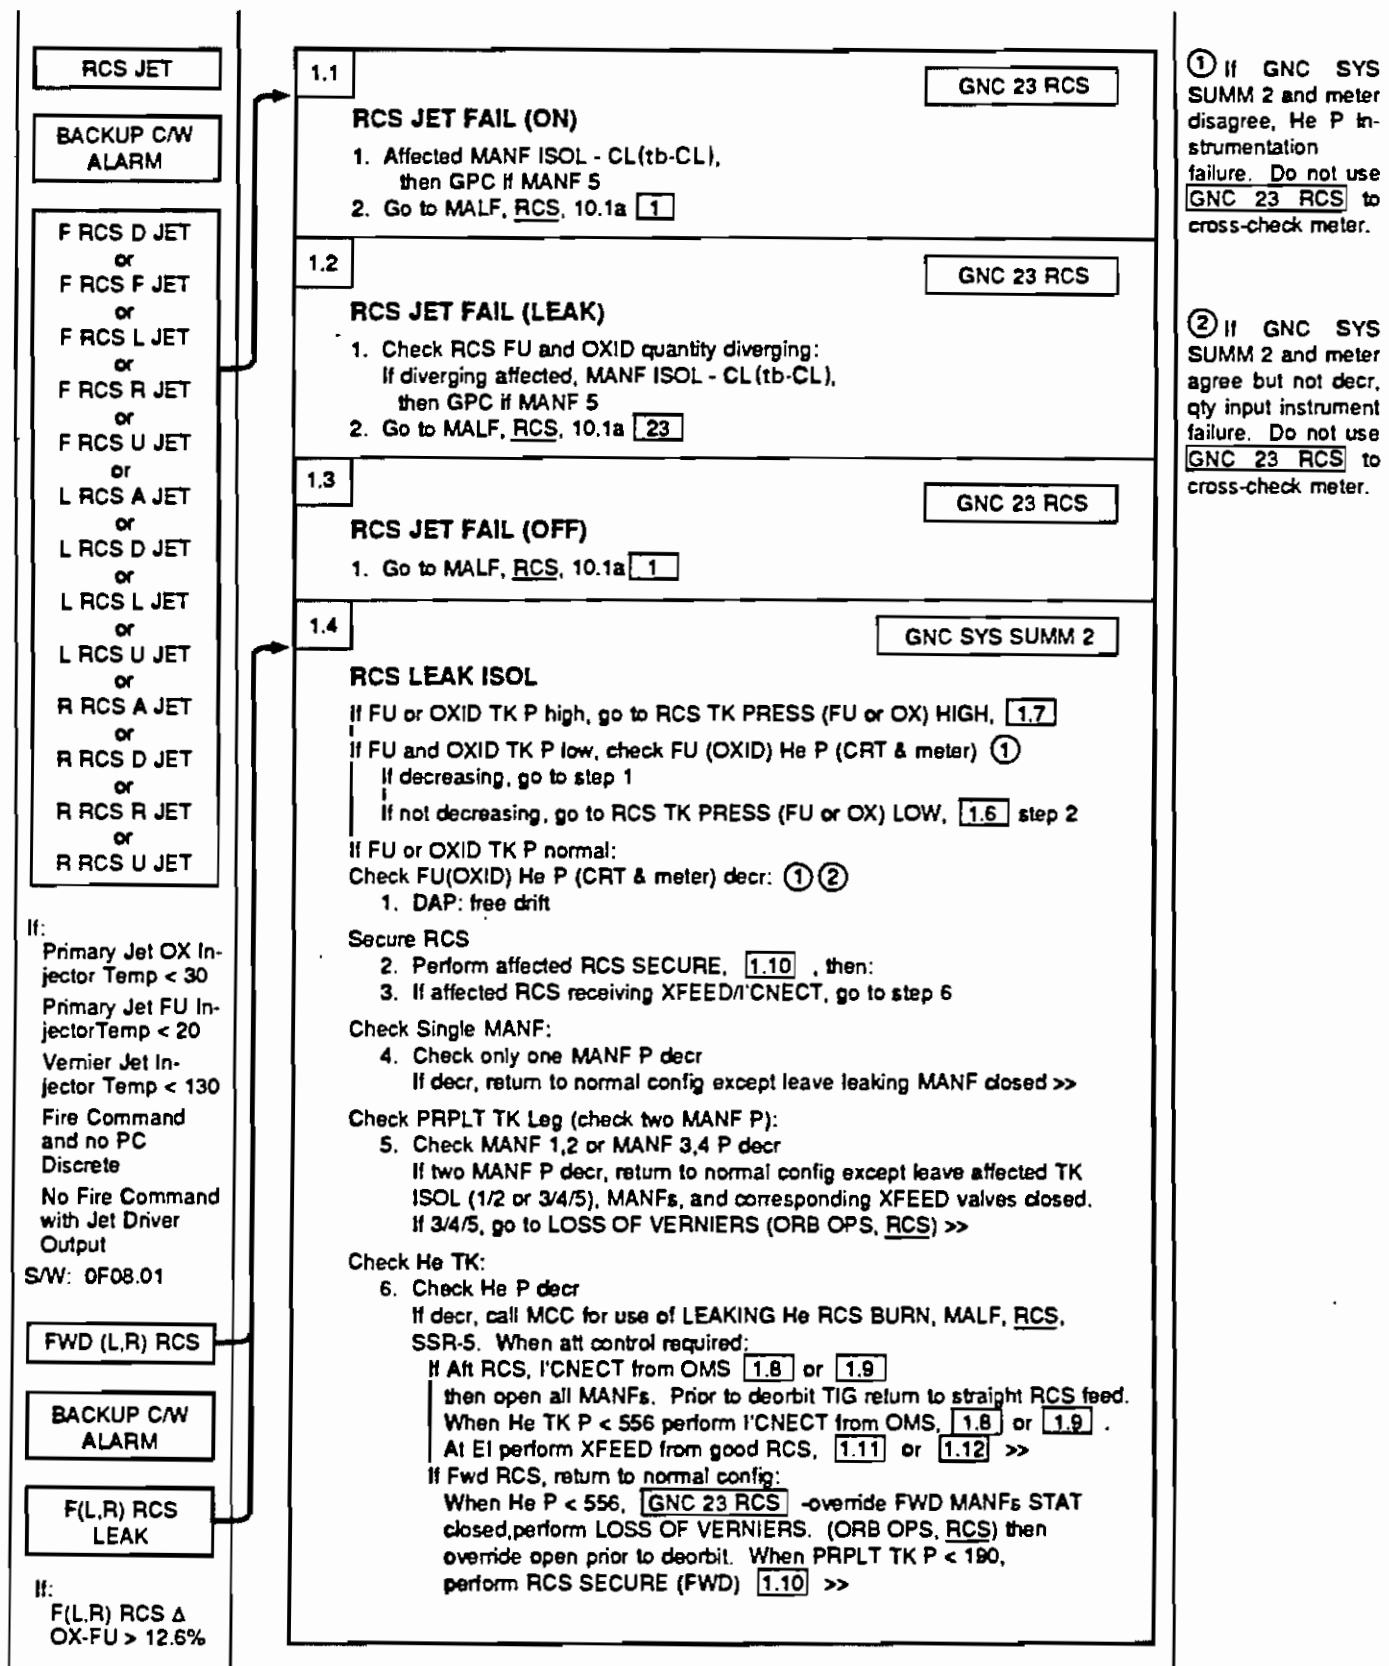 RCS JET
BACKUP C/W
ALARM
F RCS D JET
or
F RCS F JET
or
F RCS L JET
or
F RCS R JET
or
F RCS U JET
or
L RCS A JET
or
L RCS D JET
or
L RCS L JET
or
L RCS U JET
or
R RCS A JET
or
R RCS D JET
or
R RCS R JET
or
R RCS U JET
If:
Primary Jet OX In-
jector Temp < 30
Primary Jet FU In-
jectorTemp < 20
Vernier Jet In-
jector Temp < 130
Fire Command
and no PC
Discrete
No Fire Command
with Jet Driver
Output
S/W: 0F08.01
FWD (L,R) RCS
BACKUP C/W
ALARM
F(L,R) RCS
LEAK
If:
F(L,R) RCS Δ
OX-FU > 12.6%
1.1
GNC 23 RCS
RCS JET FAIL (ON)
1. Affected MANF ISOL - CL(tb-CL),
then GPC if MANF 5
2. Go to MALF, RCS, 10.1a 1
1.2
GNC 23 RCS
RCS JET FAIL (LEAK)
1. Check RCS FU and OXID quantity diverging:
If diverging affected, MANF ISOL - CL(tb-CL),
then GPC if MANF 5
2. Go to MALF, RCS, 10.1a 23
1.3
GNC 23 RCS
RCS JET FAIL (OFF)
1. Go to MALF, RCS, 10.1a 1
1.4
GNC SYS SUMM 2
RCS LEAK ISOL
If FU or OXID TK P high, go to RCS TK PRESS (FU or OX) HIGH, 1.7
If FU and OXID TK P low, check FU (OXID) He P (CRT & meter) ①
If decreasing, go to step 1
If not decreasing, go to RCS TK PRESS (FU or OX) LOW, 1.6 step 2
If FU or OXID TK P normal:
Check FU(OXID) He P (CRT & meter) decr: ① ②
1. DAP: free drift
Secure RCS
2. Perform affected RCS SECURE, 1.10 , then:
3. If affected RCS receiving XFEED/I'CNECT, go to step 6
Check Single MANF:
4. Check only one MANF P decr
If decr, return to normal config except leave leaking MANF closed >>
Check PRPLT TK Leg (check two MANF P):
5. Check MANF 1,2 or MANF 3,4 P decr
If two MANF P decr, return to normal config except leave affected TK
ISOL (1/2 or 3/4/5), MANFs, and corresponding XFEED valves closed.
If 3/4/5, go to LOSS OF VERNIERS (ORB OPS, RCS) >>
Check He TK:
6. Check He P decr
If decr, call MCC for use of LEAKING He RCS BURN, MALF, RCS,
SSR-5. When att control required:
If Aft RCS, I'CNECT from OMS 1.8 or 1.9
then open all MANFs. Prior to deorbit TIG return to straight RCS feed.
When He TK P < 556 perform I'CNECT from OMS, 1.8 or 1.9 .
At EI perform XFEED from good RCS, 1.11 or 1.12 >>
If Fwd RCS, return to normal config:
When He P < 556, GNC 23 RCS -override FWD MANFs STAT
closed,perform LOSS OF VERNIERS. (ORB OPS, RCS) then
override open prior to deorbit. When PRPLT TK P < 190,
perform RCS SECURE (FWD) 1.10 >>
① If GNC SYS
SUMM 2 and meter
disagree, He P In-
strumentation
failure. Do not use
GNC 23 RCS to
cross-check meter.
② If GNC SYS
SUMM 2 and meter
agree but not decr,
qty input instrument
failure. Do not use
GNC 23 RCS to
cross-check meter.